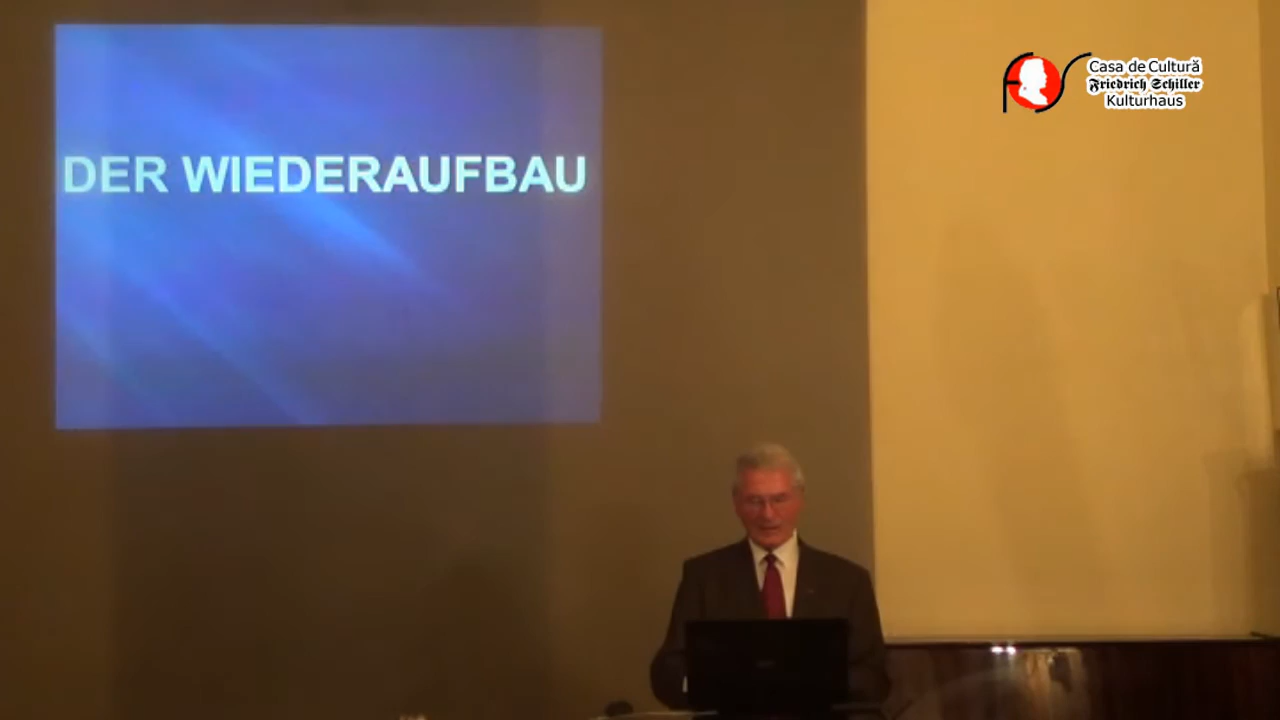 DER WIEDERAUFBAU
Casa de Cultură
Friedrich Schiller
Kulturhaus